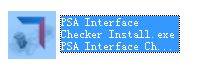 PSA Interface
Checker Install.exe
PSA Interface Ch...